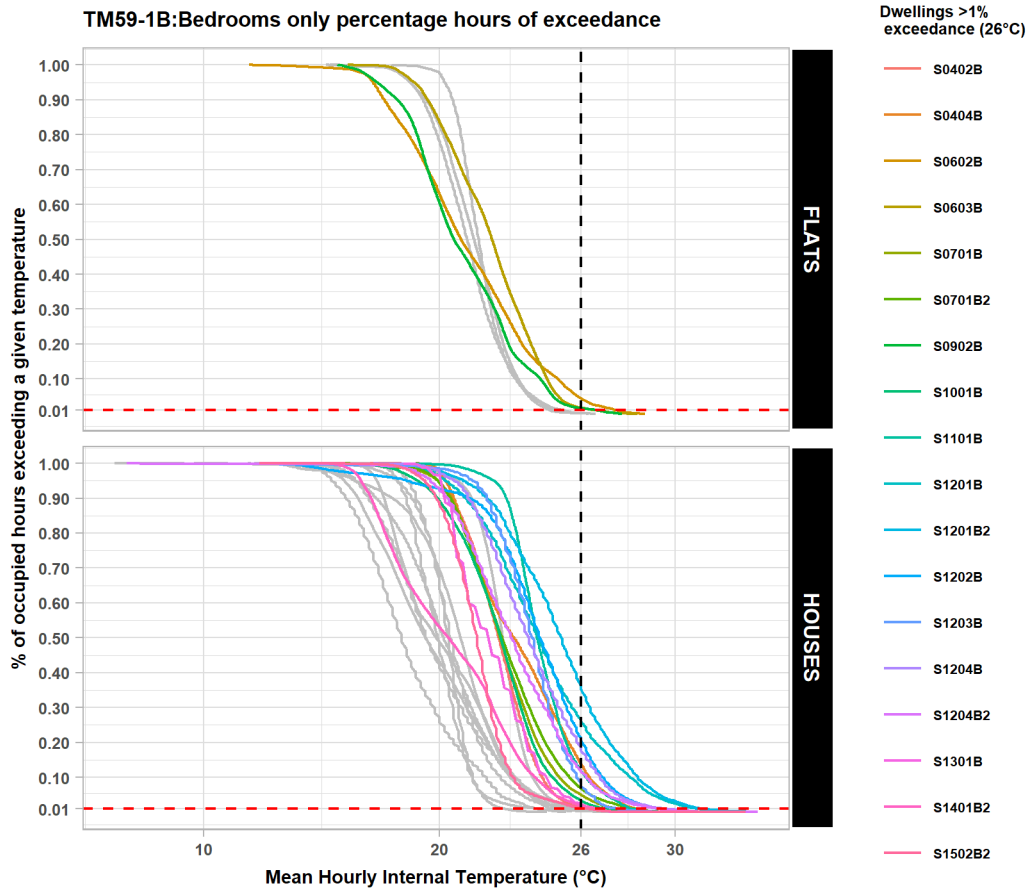 TM59-1B:Bedrooms only percentage hours of exceedance
Dwellings >1%
exceedance (26°C)
S0402B
S0404B
S0602B
S0603B
S0701B
S0701B2
S0902B
S1001B
S1101B
S1201B
S1201B2
S1202B
S1203B
S1204B
S1204B2
S1301B
S1401B2
S1502B2
% of occupied hours exceeding a given temperature
1.00
0.90
0.80
0.70
0.60
0.50
0.40
0.30
0.20
0.10
0.01
FLATS
1.00
0.90
0.80
0.70
0.60
0.50
0.40
0.30
0.20
0.10
0.01
HOUSES
10
20
26
30
Mean Hourly Internal Temperature (°C)